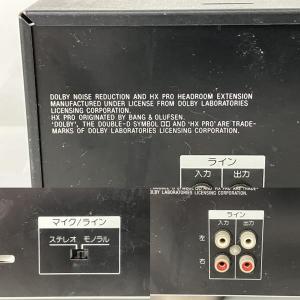 DOLBY NOISE REDUCTION AND HX PRO HEADROOM EXTENSION
MANUFACTURED UNDER LICENSE FROM DOLBY LABORATORIES
LICENSING CORPORATION.
HX PRO ORIGINATED BY BANG & OLUFSEN.
'DOLBY', THE DOUBLE-D SYMBOL DD AND 'HX PRO' ARE TRADE-
MARKS OF DOLBY LABORATORIES LICENSING CORPORATION.
ライン
入力 出力
マイク/ライン
ステレオ モノラル
MARKS OF DOLBY LABORATORIES LICENSING CORPORATION.
ライン
入力 出力
左
右